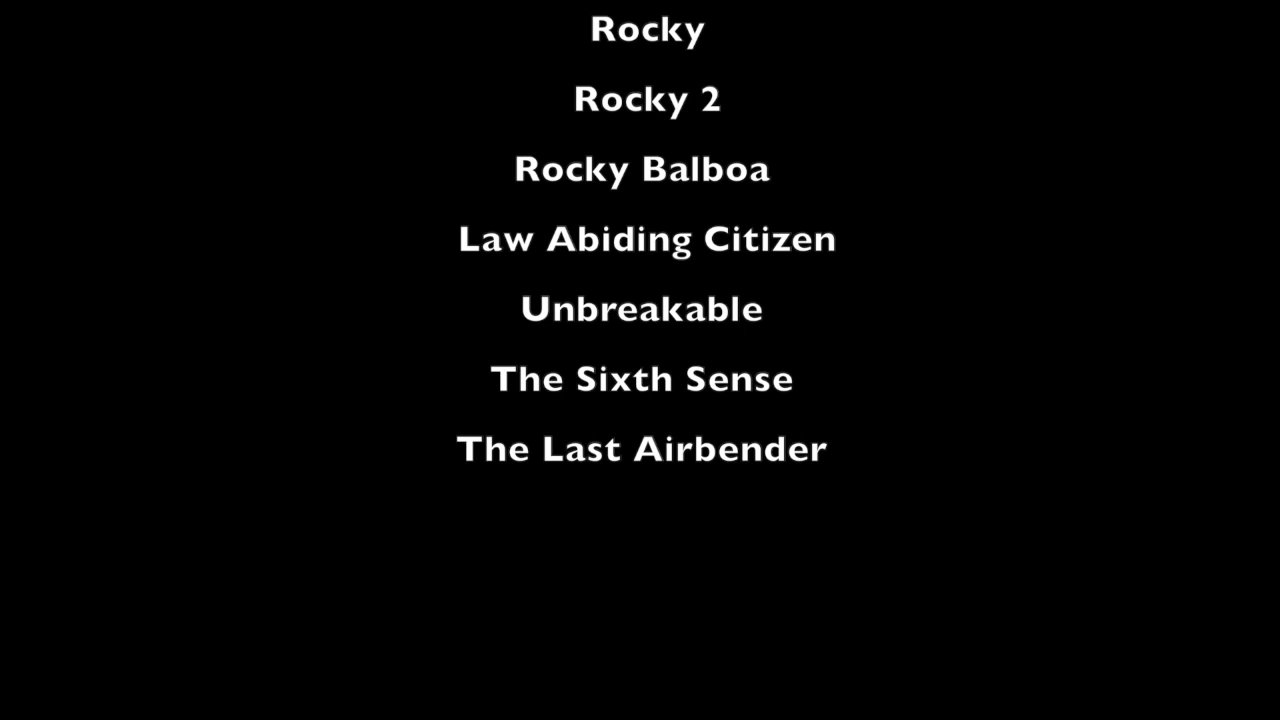 Rocky
Rocky 2
Rocky Balboa
Law Abiding Citizen
Unbreakable
The Sixth Sense
The Last Airbender